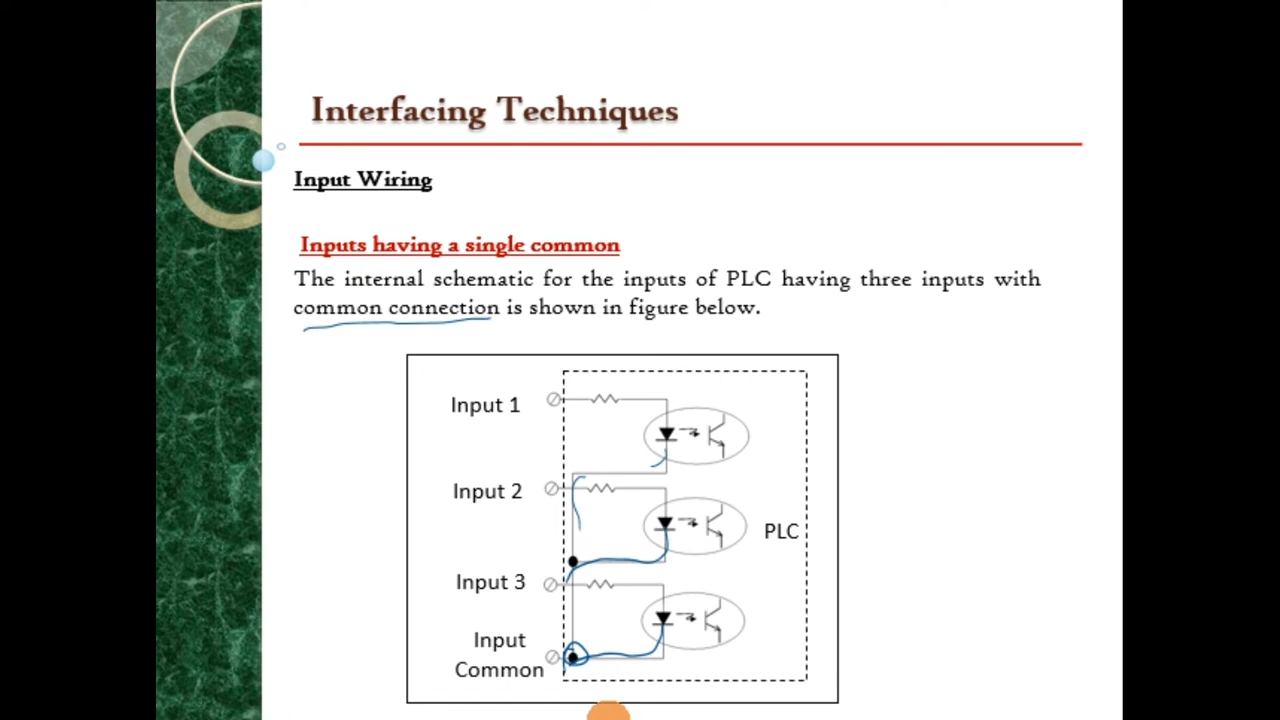 Interfacing Techniques
Input Wiring
Inputs having a single common
The internal schematic for the inputs of PLC having three inputs with
common connection is shown in figure below.
Input 1
Input 2
PLC
Input 3
Input
Common